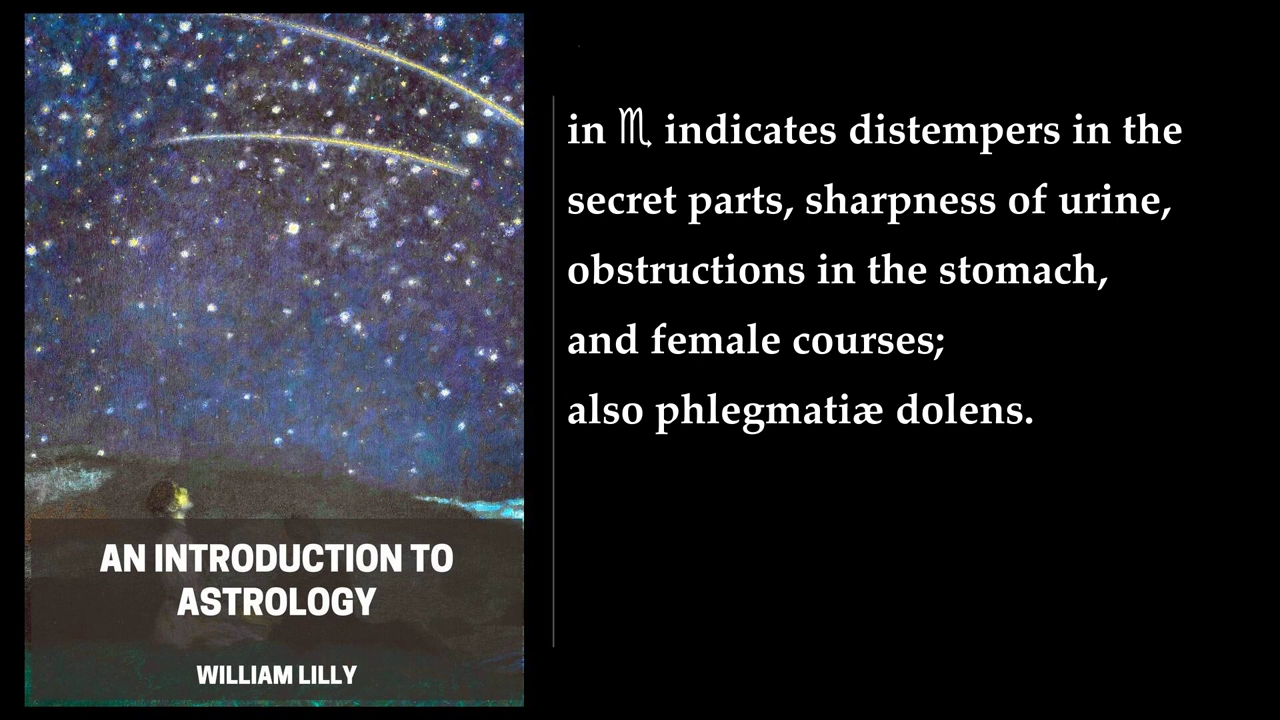 in ♏ indicates distempers in the
secret parts, sharpness of urine,
obstructions in the stomach,
and female courses;
also phlegmatiæ dolens.
AN INTRODUCTION TO
ASTROLOGY
WILLIAM LILLY